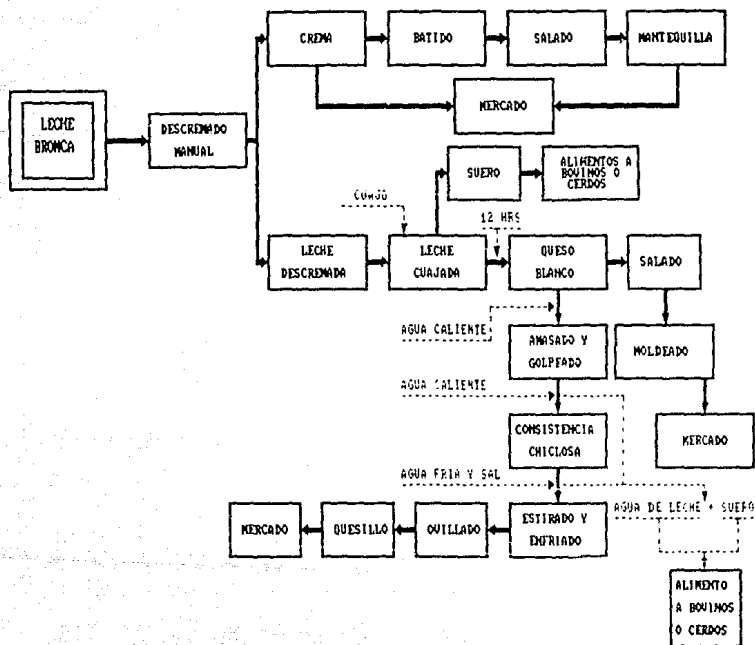 CREMA
BATIDO
SALADO
MANTEQUILLA
LECHE
BRONCA
DESCREMADO
MANUAL
MERCADO
SUERO
ALIMENTOS A
BOVINOS O
CERDOS
CUAJO
12 HRS
LECHE
DESCREMADA
LECHE
CUAJADA
QUESO
BLANCO
SALADO
AGUA CALIENTE
AMASADO Y
GOLPEADO
MOLDEADO
AGUA CALIENTE
CONSISTENCIA
CHICLOSA
MERCADO
AGUA FRIA Y SAL
AGUA DE LECHE + SUERO
MERCADO
QUESILLO
OVILLADO
ESTIRADO Y
ENFRIADO
ALIMENTO
A BOVINOS
O CERDOS